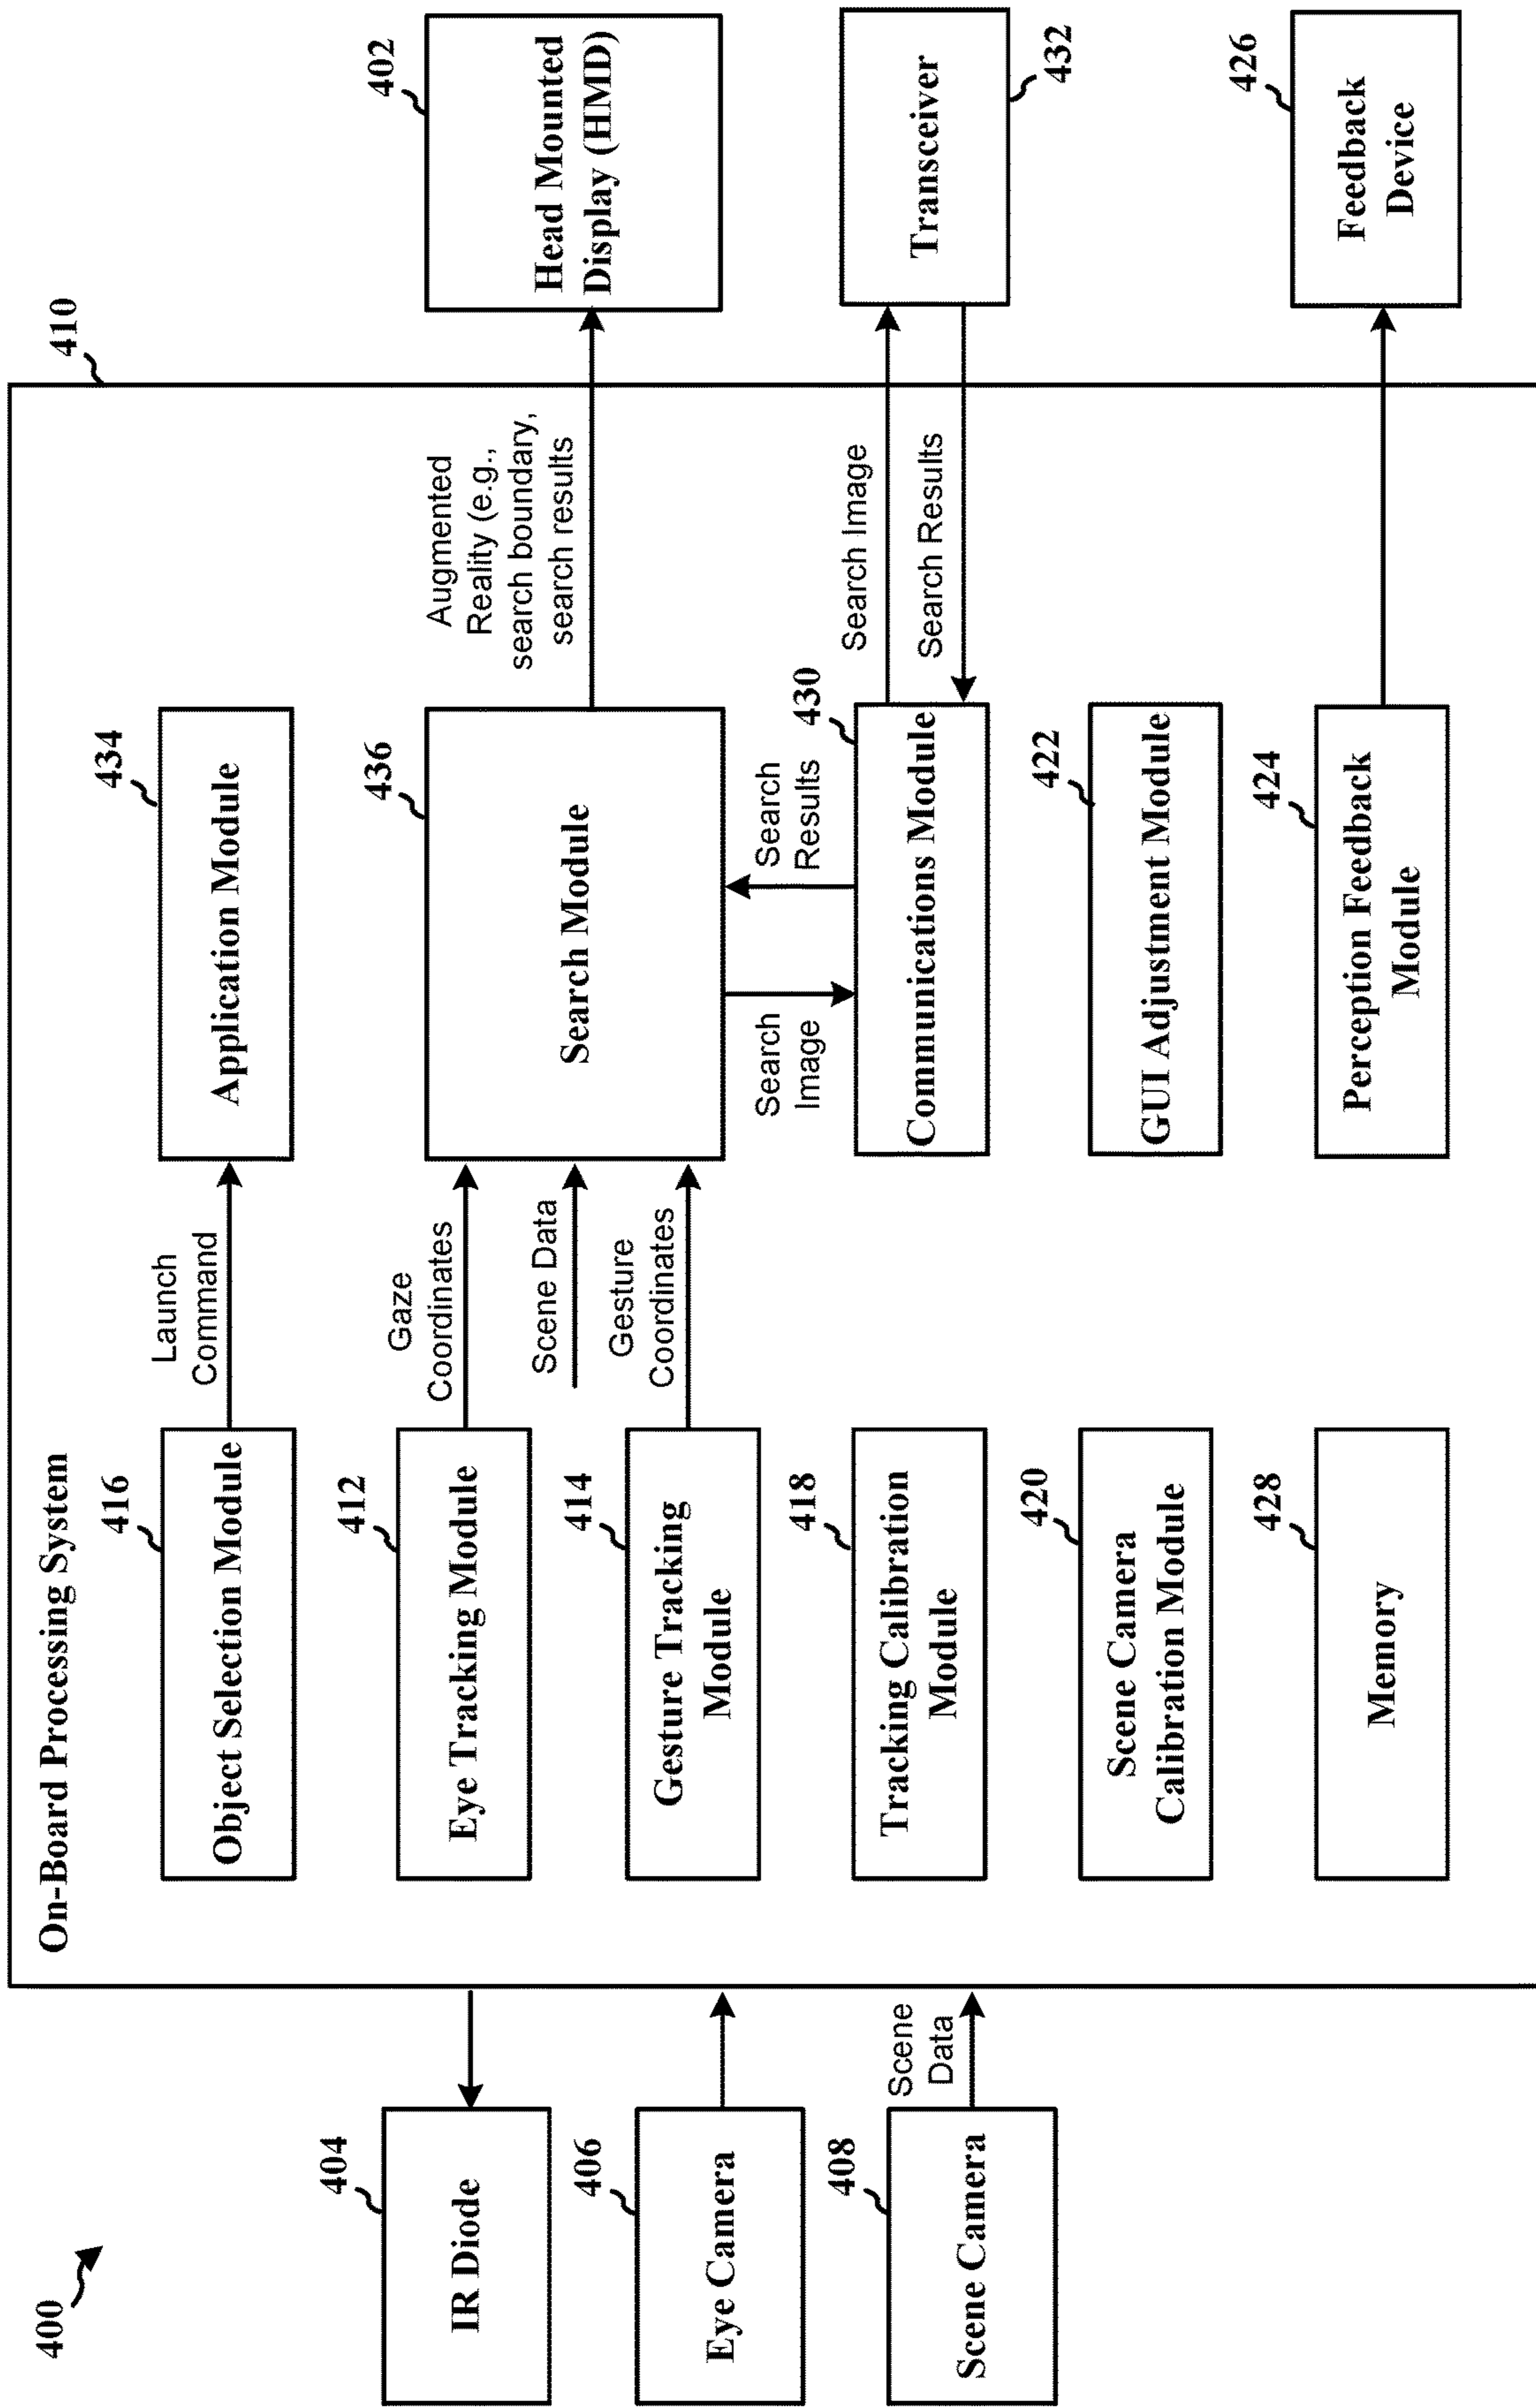 400
410
On-Board Processing System
404
IR Diode
406
Eye Camera
408
Scene Camera
Scene
Data
416
Object Selection Module
412
Eye Tracking Module
414
Gesture Tracking
Module
418
Tracking Calibration
Module
420
Scene Camera
Calibration Module
428
Memory
Launch
Command
Gaze
Coordinates
Scene Data
Gesture
Coordinates
434
Application Module
436
Search Module
Search
Image
Search
Results
430
Communications Module
422
GUI Adjustment Module
424
Perception Feedback
Module
Augmented
Reality (e.g.,
search boundary,
search results
Search Image
Search Results
402
Head Mounted
Display (HMD)
Transceiver
432
426
Feedback
Device